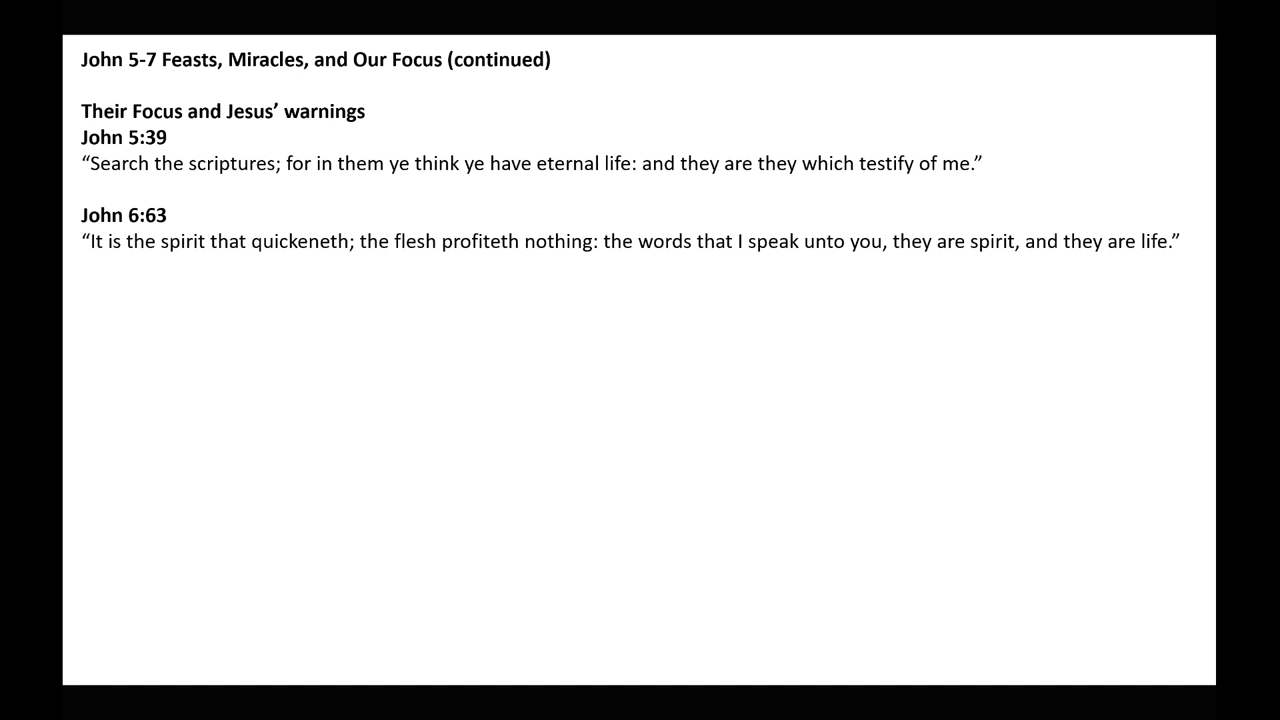 John 5-7 Feasts, Miracles, and Our Focus (continued)
Their Focus and Jesus’ warnings
John 5:39
“Search the scriptures; for in them ye think ye have eternal life: and they are they which testify of me.”
John 6:63
“It is the spirit that quickeneth; the flesh profiteth nothing: the words that I speak unto you, they are spirit, and they are life.”